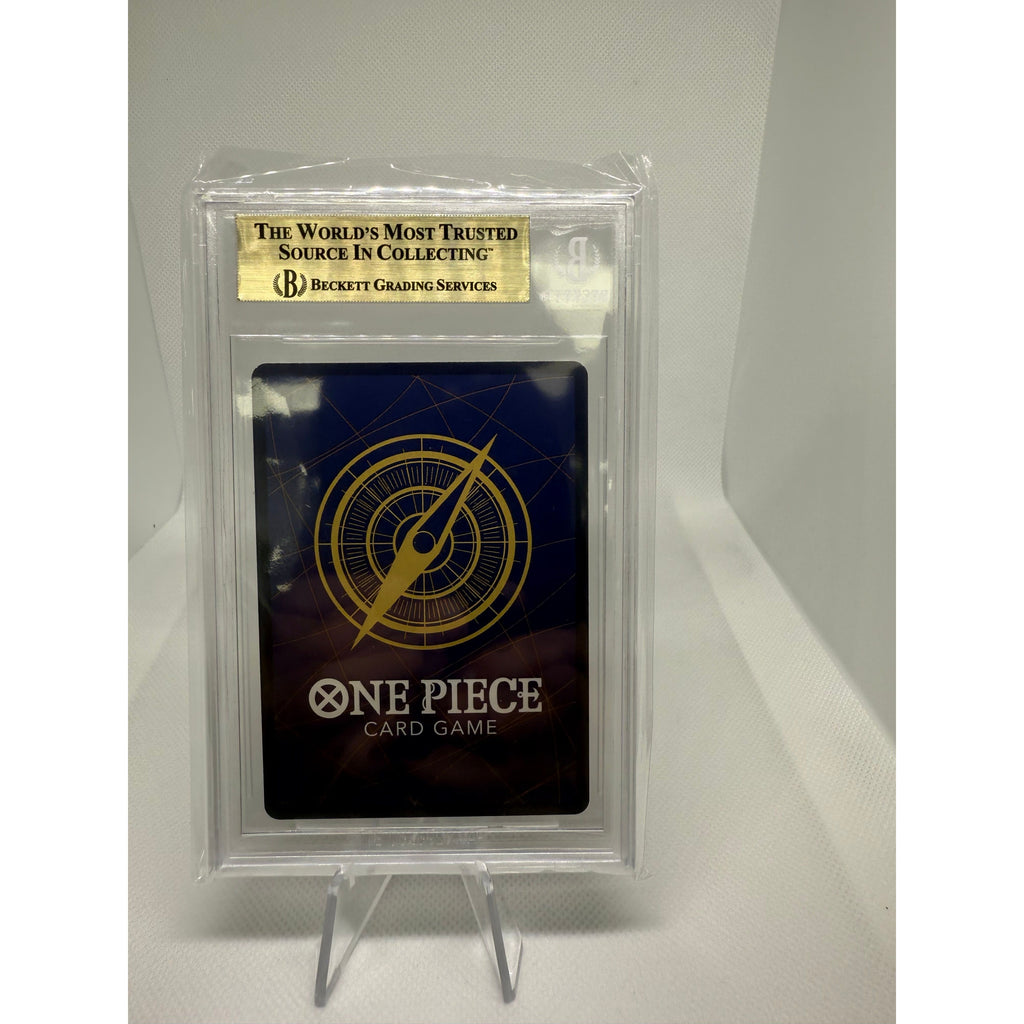 THE WORLD'S MOST TRUSTED
SOURCE IN COLLECTING™
B BECKETT GRADING SERVICES
ONE PIECE
CARD GAME